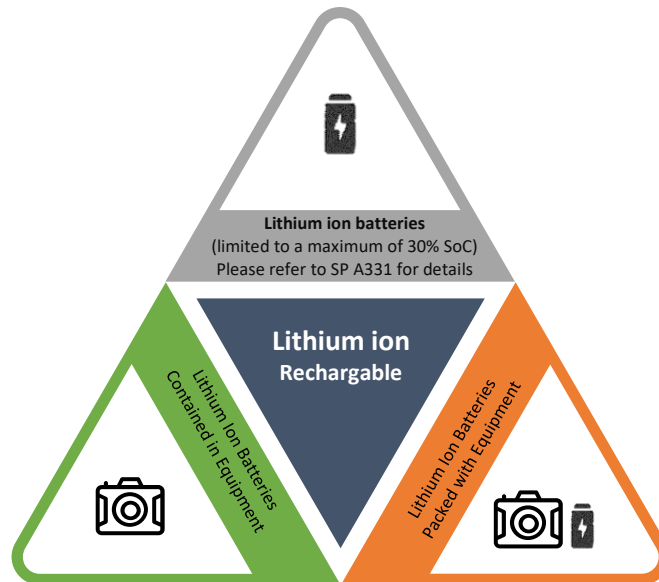 Lithium ion batteries
(limited to a maximum of 30% SoC)
Please refer to SP A331 for details
Lithium ion
Rechargable
Lithium Ion Batteries
Contained in Equipment
Lithium Ion Batteries
Packed with Equipment